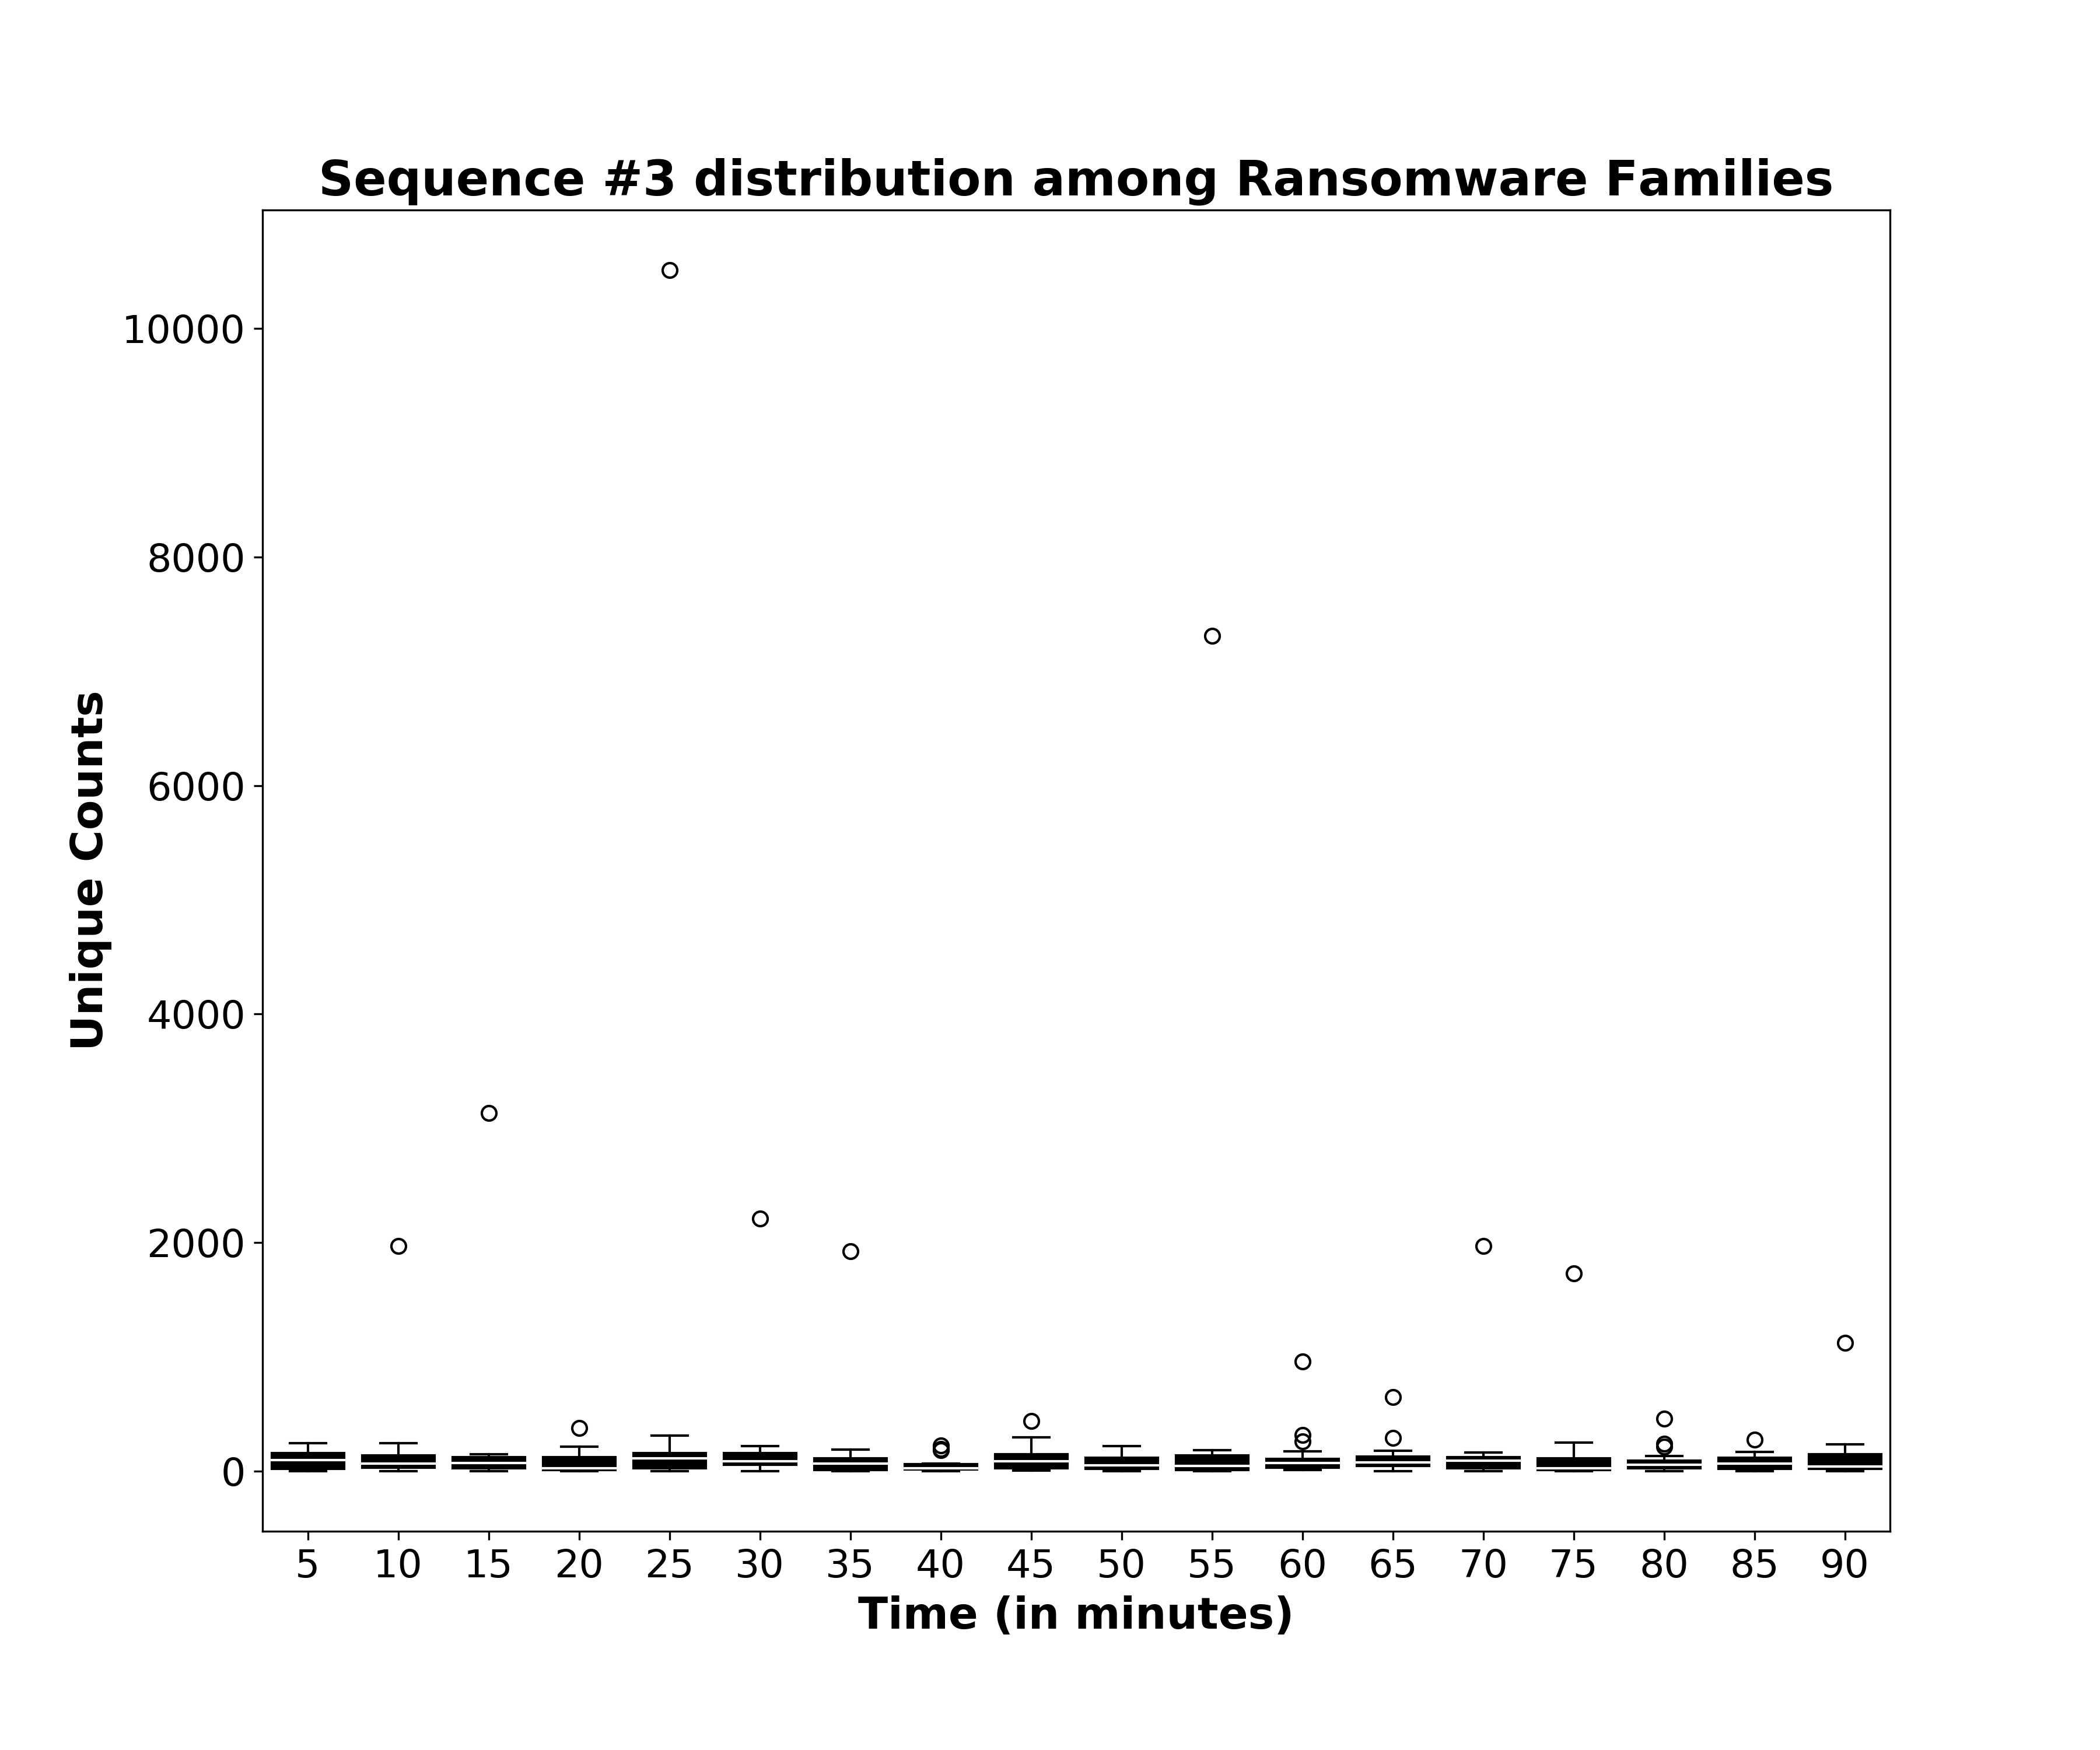 Sequence #3 distribution among Ransomware Families
10000
8000
6000
4000
2000
0
Unique Counts
5 10 15 20 25 30 35 40 45 50 55 60 65 70 75 80 85 90
Time (in minutes)